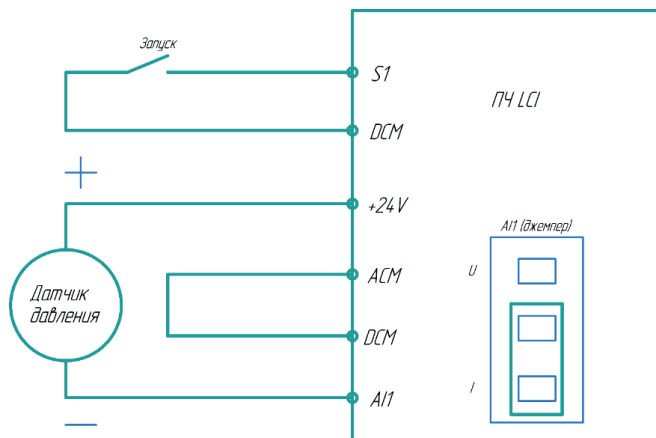 Запуск
S1
ПЧ LCI
DCM
+
+24V
AI1 (джемпер)
U
ACM
Датчик
давления
DCM
I
AI1
–